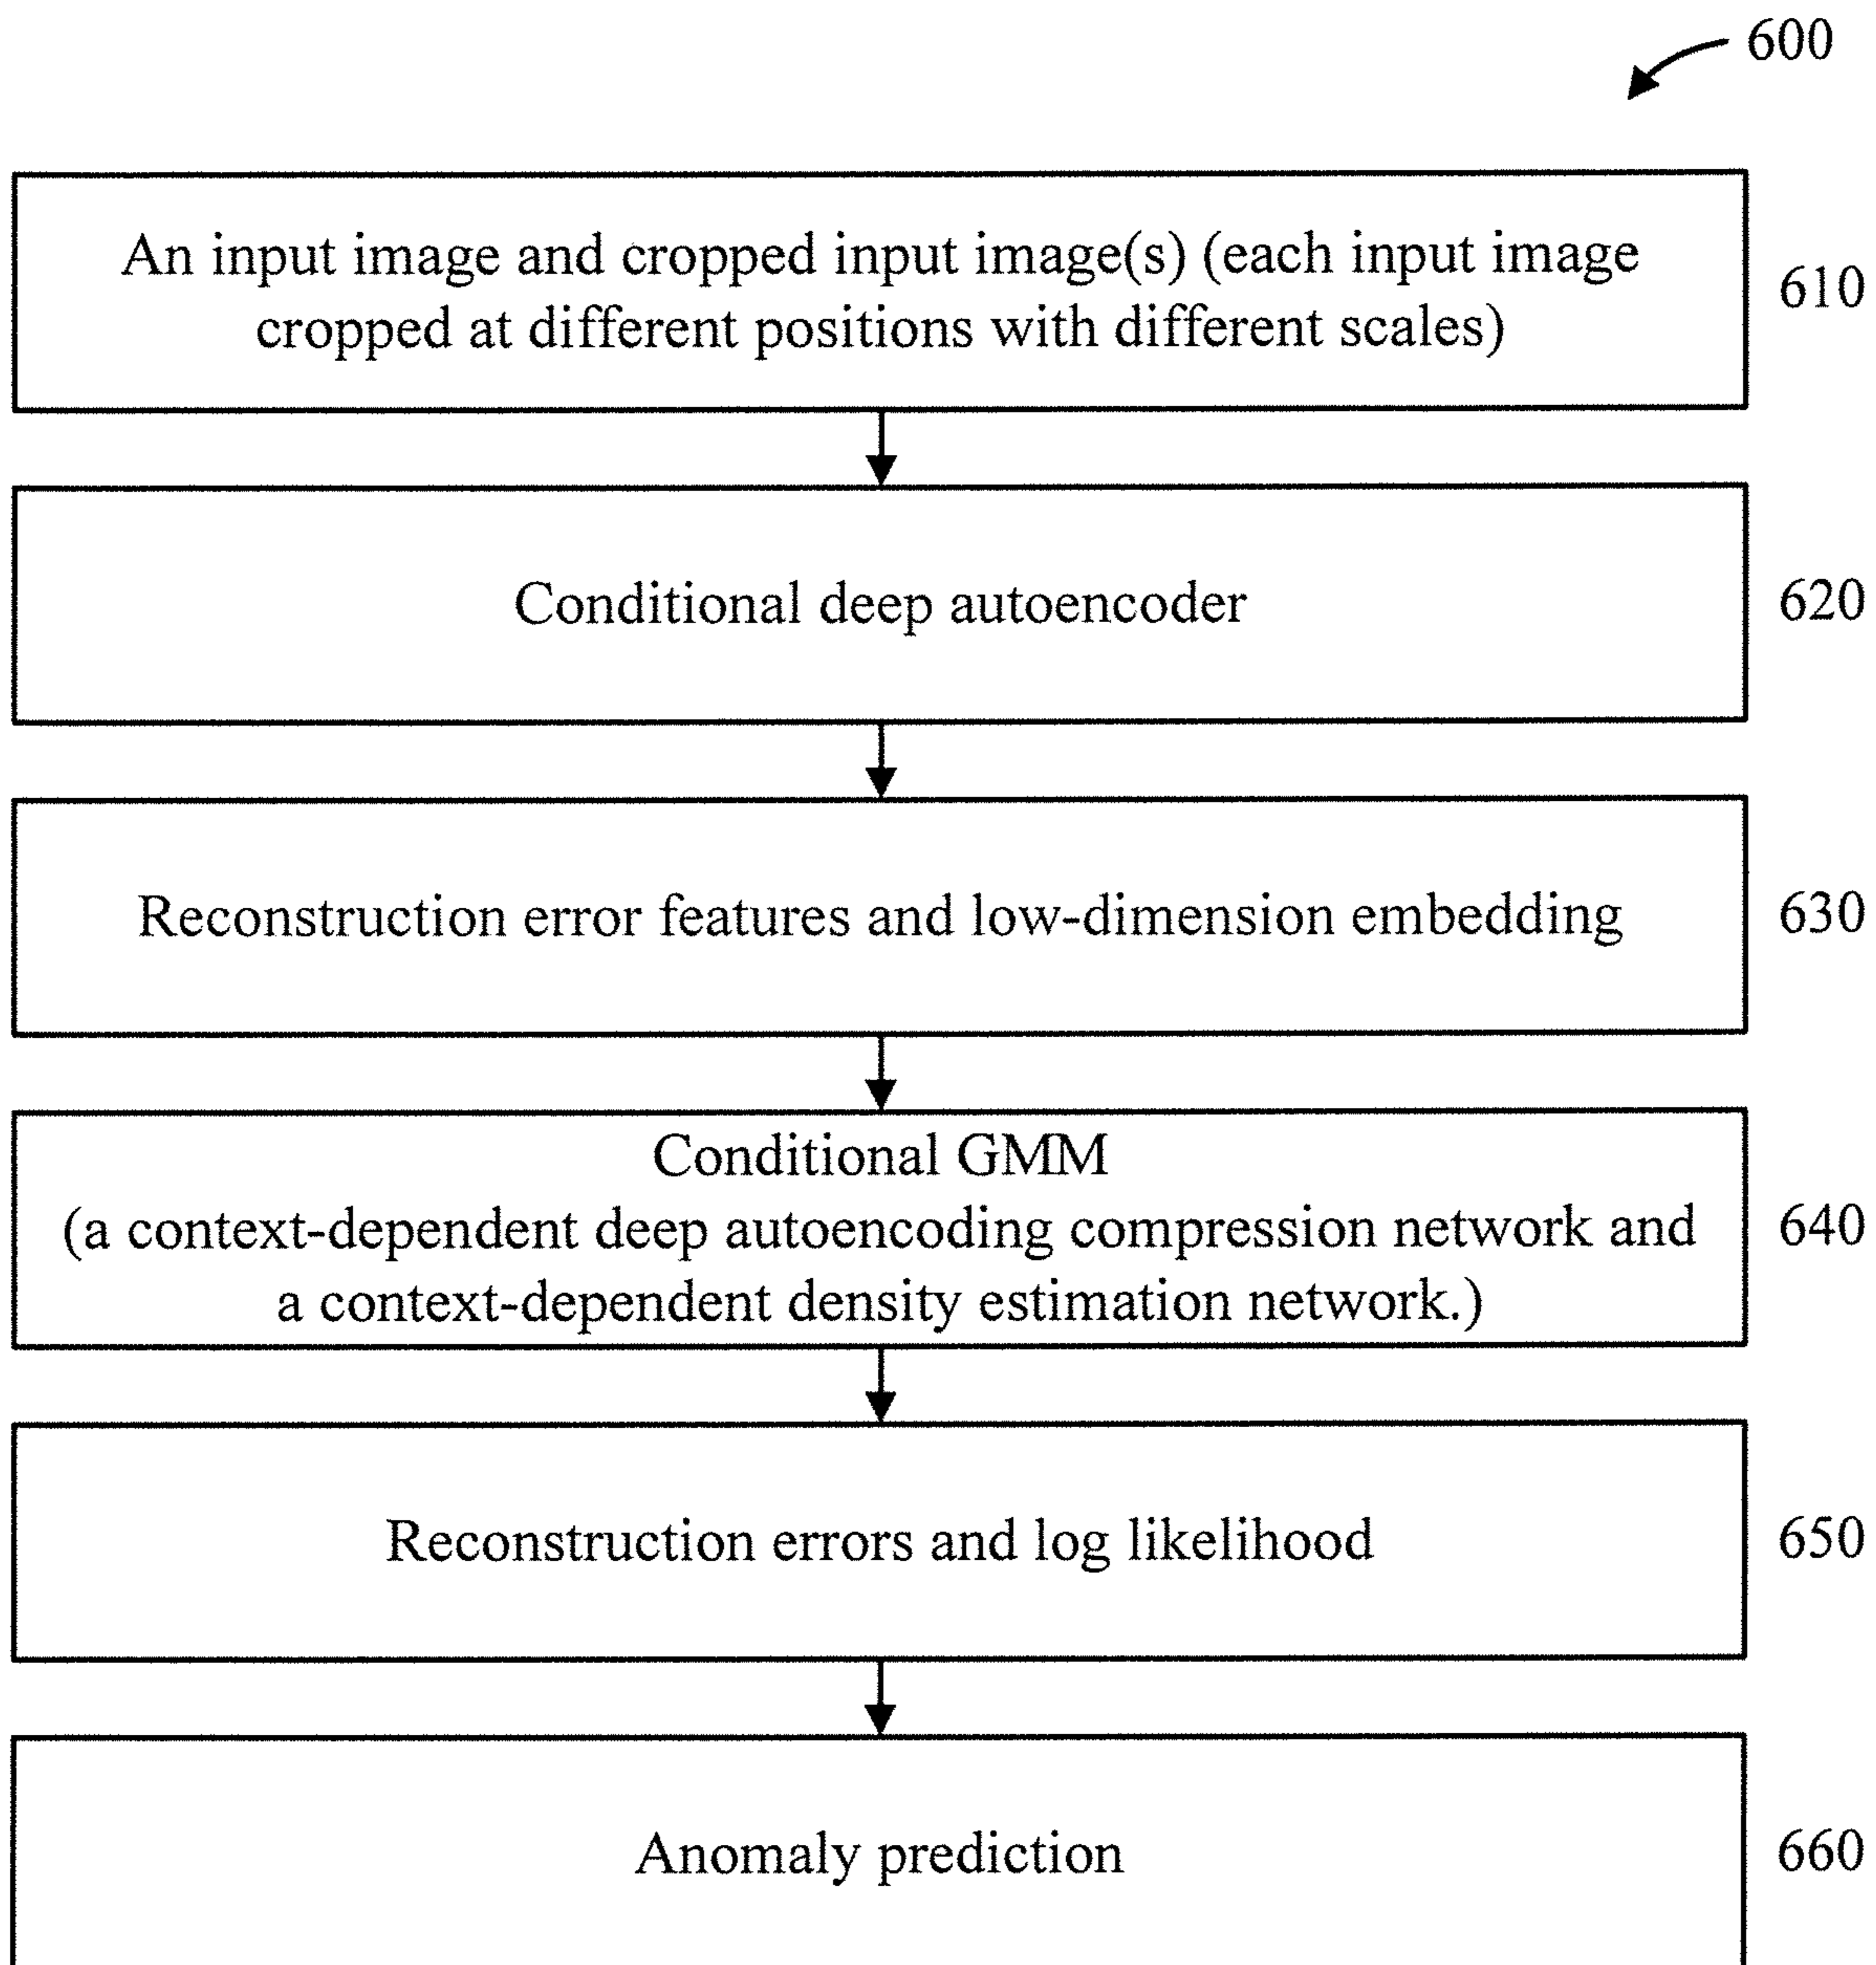 600
An input image and cropped input image(s) (each input image
cropped at different positions with different scales)
610
Conditional deep autoencoder
620
Reconstruction error features and low-dimension embedding
630
Conditional GMM
(a context-dependent deep autoencoding compression network and
a context-dependent density estimation network.)
640
Reconstruction errors and log likelihood
650
Anomaly prediction
660